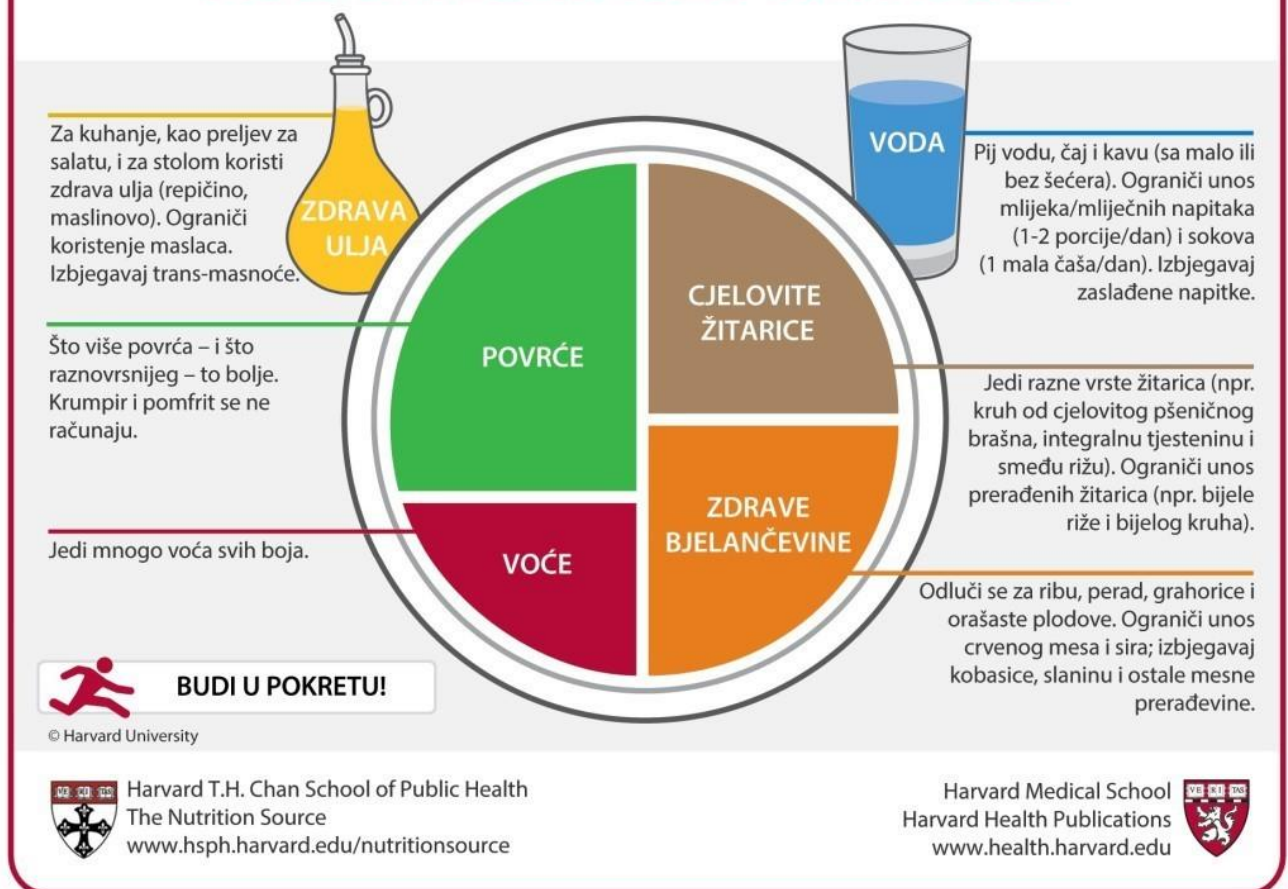 Za kuhanje, kao preljev za
salatu, i za stolom koristi
zdrava ulja (repičino,
maslinovo). Ograniči
koristenje maslaca.
Izbjegavaj trans-masnoće.
ZDRAVA
ULJA
VODA
Pij vodu, čaj i kavu (sa malo ili
bez šećera). Ograniči unos
mlijeka/mliječnih napitaka
(1-2 porcije/dan) i sokova
(1 mala čaša/dan). Izbjegavaj
zaslađene napitke.
Što više povrća – i što
raznovrsnijeg – to bolje.
Krumpir i pomfrit se ne
računaju.
POVRĆE
CJELOVITE
ŽITARICE
Jedi razne vrste žitarica (npr.
kruh od cjelovitog pšeničnog
brašna, integralnu tjesteninu i
smeđu rižu). Ograniči unos
prerađenih žitarica (npr. bijele
riže i bijelog kruha).
Jedi mnogo voća svih boja.
VOĆE
ZDRAVE
BJELANČEVINE
Odluči se za ribu, perad, grahorice i
orašaste plodove. Ograniči unos
crvenog mesa i sira; izbjegavaj
kobasice, slaninu i ostale mesne
prerađevine.
BUDI U POKRETU!
© Harvard University
Harvard T.H. Chan School of Public Health
The Nutrition Source
www.hsph.harvard.edu/nutritionsource
Harvard Medical School
Harvard Health Publications
www.health.harvard.edu
VE RI TAS